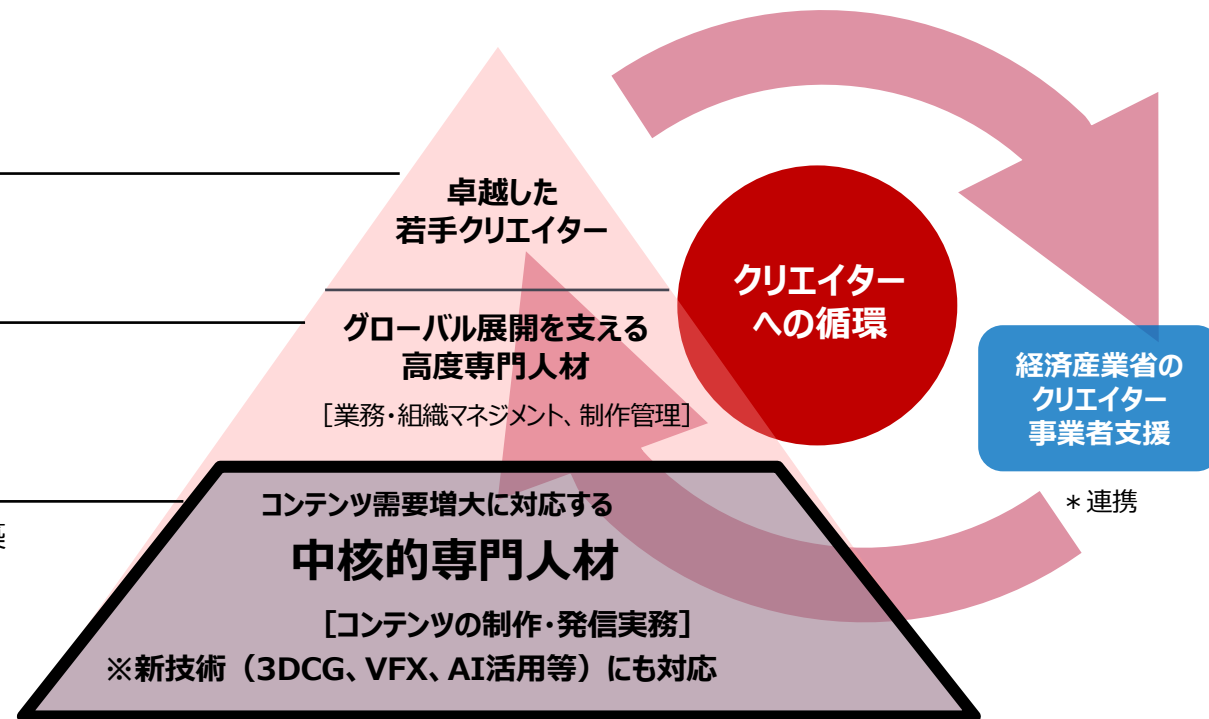 卓越した
若手クリエイター
クリエイター
への循環
グローバル展開を支える
高度専門人材
［業務・組織マネジメント、制作管理］
経済産業省の
クリエイター
事業者支援
＊連携
コンテンツ需要増大に対応する
中核的専門人材
［コンテンツの制作・発信実務］
※新技術（3DCG、VFX、AI活用等）にも対応